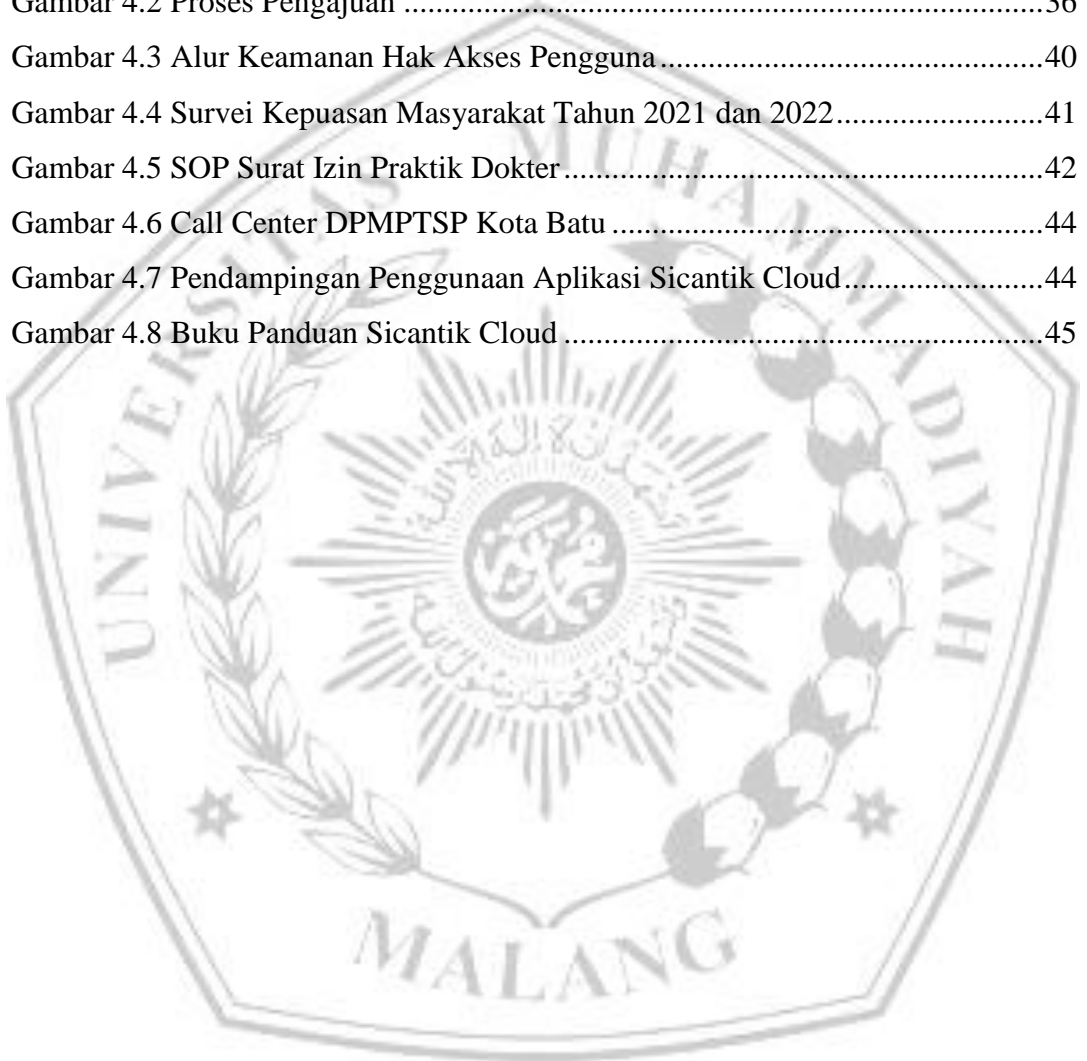 Gambar 4.2 Proses Pengajuan ........................................................................36
Gambar 4.3 Alur Keamanan Hak Akses Pengguna ................................................40
Gambar 4.4 Survei Kepuasan Masyarakat Tahun 2021 dan 2022 ...........................41
Gambar 4.5 SOP Surat Izin Praktik Dokter ............................................................42
Gambar 4.6 Call Center DPMPTSP Kota Batu .......................................................44
Gambar 4.7 Pendampingan Penggunaan Aplikasi Sicantik Cloud ..........................44
Gambar 4.8 Buku Panduan Sicantik Cloud ............................................................45
UNIVERSITAS MUHAMMADIYAH
MALANG